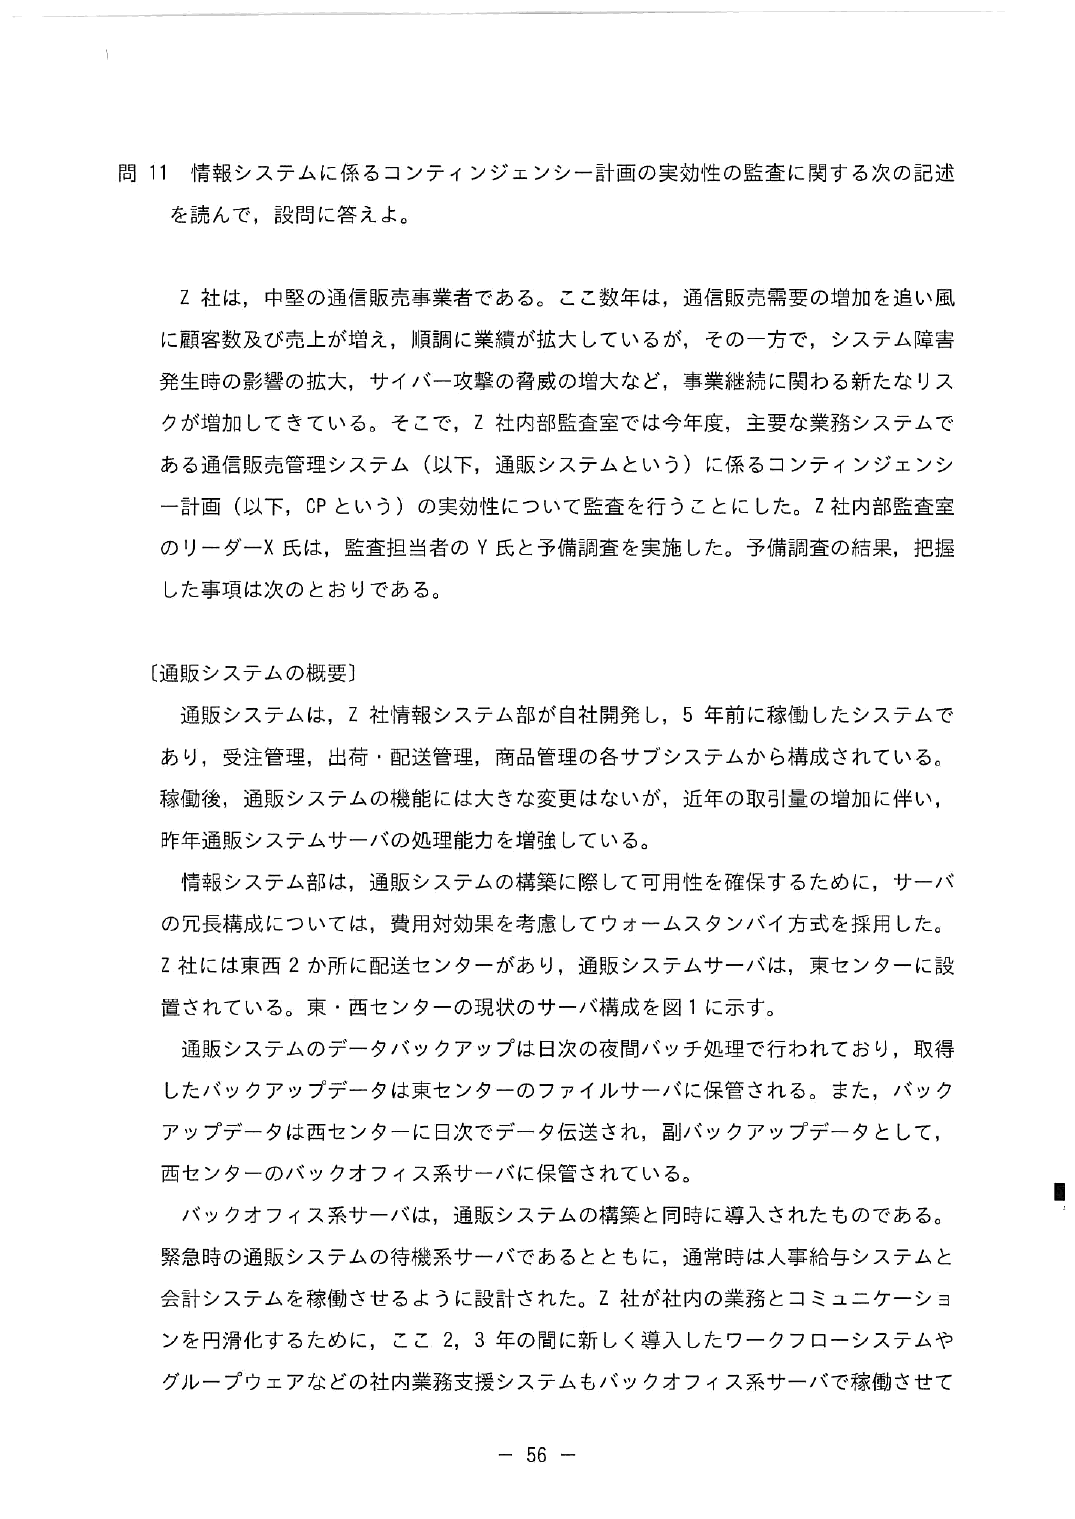 問 11 情報システムに係るコンティンジェンシー計画の実効性の監査に関する次の記述
を読んで，設問に答えよ。
Z 社は，中堅の通信販売事業者である。ここ数年は，通信販売需要の増加を追い風
に顧客数及び売上が増え，順調に業績が拡大しているが，その一方で，システム障害
発生時の影響の拡大，サイバー攻撃の脅威の増大など，事業継続に関わる新たなリス
クが増加してきている。そこで，Z 社内部監査室では今年度，主要な業務システムで
ある通信販売管理システム（以下，通販システムという）に係るコンティンジェンシ
ー計画（以下，CP という）の実効性について監査を行うことにした。Z 社内部監査室
のリーダーX 氏は，監査担当者の Y 氏と予備調査を実施した。予備調査の結果，把握
した事項は次のとおりである。
〔通販システムの概要〕
通販システムは，Z 社情報システム部が自社開発し，5 年前に稼働したシステムで
あり，受注管理，出荷・配送管理，商品管理の各サブシステムから構成されている。
稼働後，通販システムの機能には大きな変更はないが，近年の取引量の増加に伴い，
昨年通販システムサーバの処理能力を増強している。
情報システム部は，通販システムの構築に際して可用性を確保するために，サーバ
の冗長構成については，費用対効果を考慮してウォームスタンバイ方式を採用した。
Z 社には東西 2 か所に配送センターがあり，通販システムサーバは，東センターに設
置されている。東・西センターの現状のサーバ構成を図 1 に示す。
通販システムのデータバックアップは日次の夜間バッチ処理で行われており，取得
したバックアップデータは東センターのファイルサーバに保管される。また，バック
アップデータは西センターに日次でデータ伝送され，副バックアップデータとして，
西センターのバックオフィス系サーバに保管されている。
バックオフィス系サーバは，通販システムの構築と同時に導入されたものである。
緊急時の通販システムの待機系サーバであるとともに，通常時は人事給与システムと
会計システムを稼働させるように設計された。Z 社が社内の業務とコミュニケーショ
ンを円滑化するために，ここ 2，3 年の間に新しく導入したワークフローシステムや
グループウェアなどの社内業務支援システムもバックオフィス系サーバで稼働させて
— 56 —